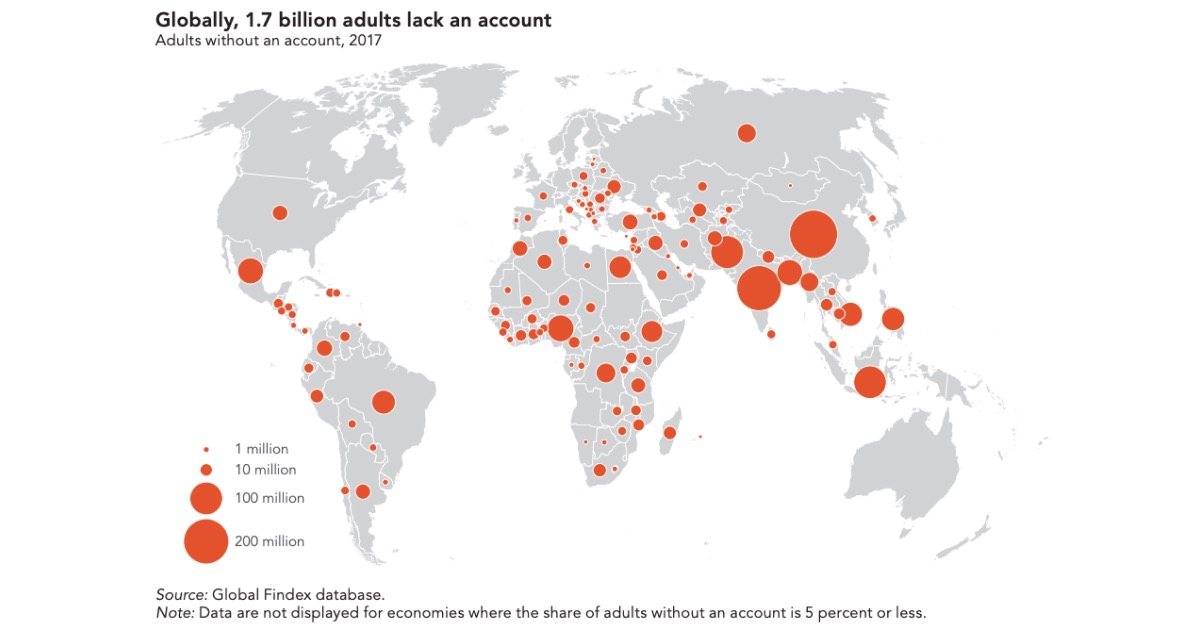 Globally, 1.7 billion adults lack an account
Adults without an account, 2017
1 million
10 million
100 million
200 million
Source: Global Findex database.
Note: Data are not displayed for economies where the share of adults without an account is 5 percent or less.